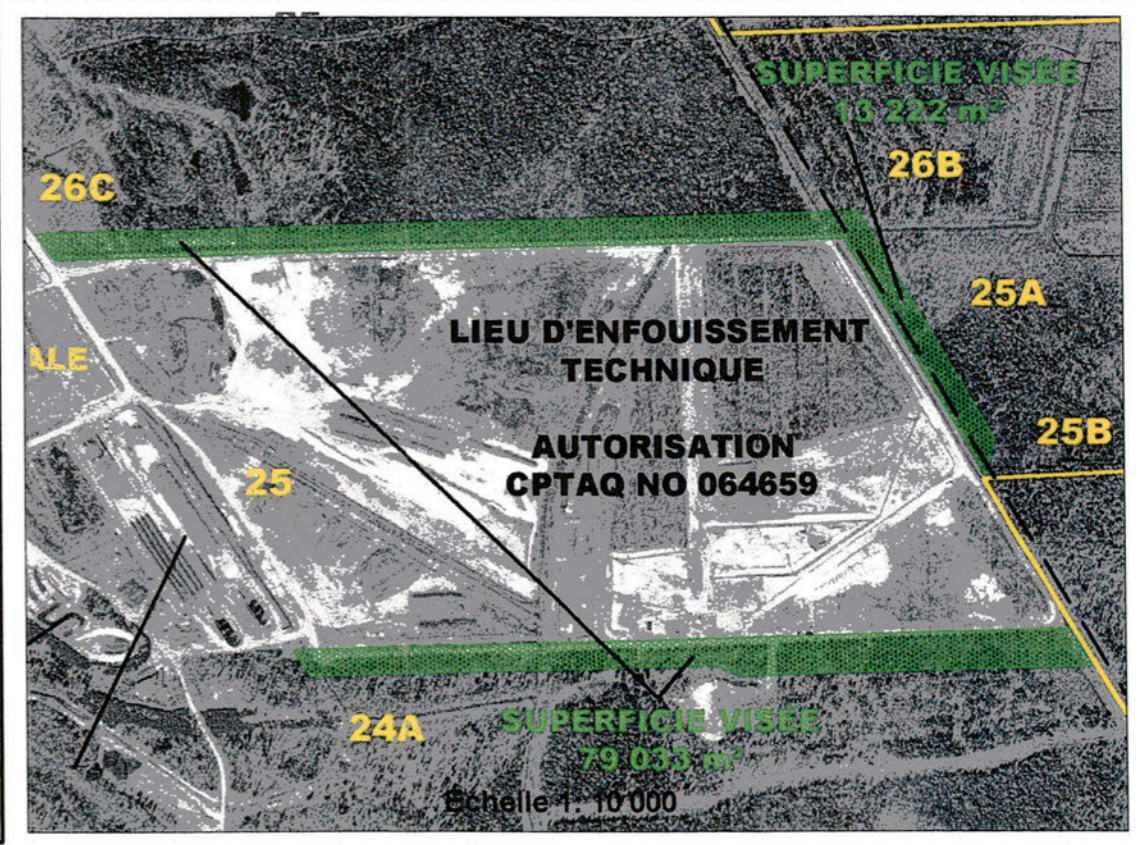 SUPERFICIE VISÉE
13 222 m²
26C
26B
25A
LIEU D'ENFOUISSEMENT
TECHNIQUE
ALE
25B
AUTORISATION
CPTAQ NO 064659
25
24A
SUPERFICIE VISÉE
79 033 m²
Échelle 1: 10 000